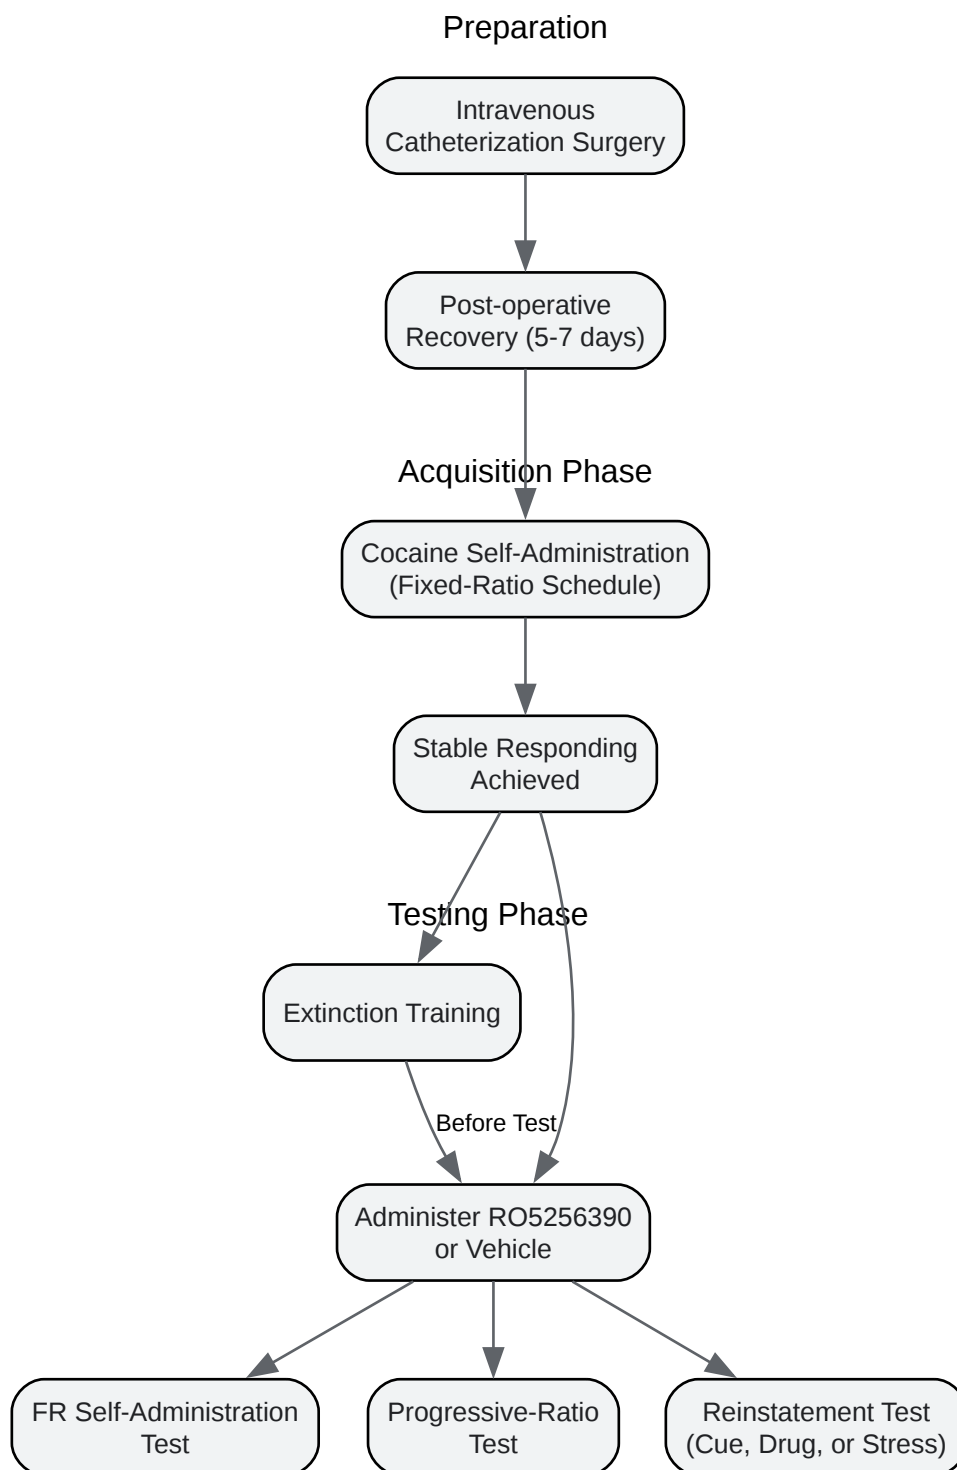 Preparation
Intravenous
Catheterization Surgery
Post-operative
Recovery (5-7 days)
Acquisition Phase
Cocaine Self-Administration
(Fixed-Ratio Schedule)
Stable Responding
Achieved
Testing Phase
Extinction Training
Before Test
Administer RO5256390
or Vehicle
FR Self-Administration
Test
Progressive-Ratio
Test
Reinstatement Test
(Cue, Drug, or Stress)